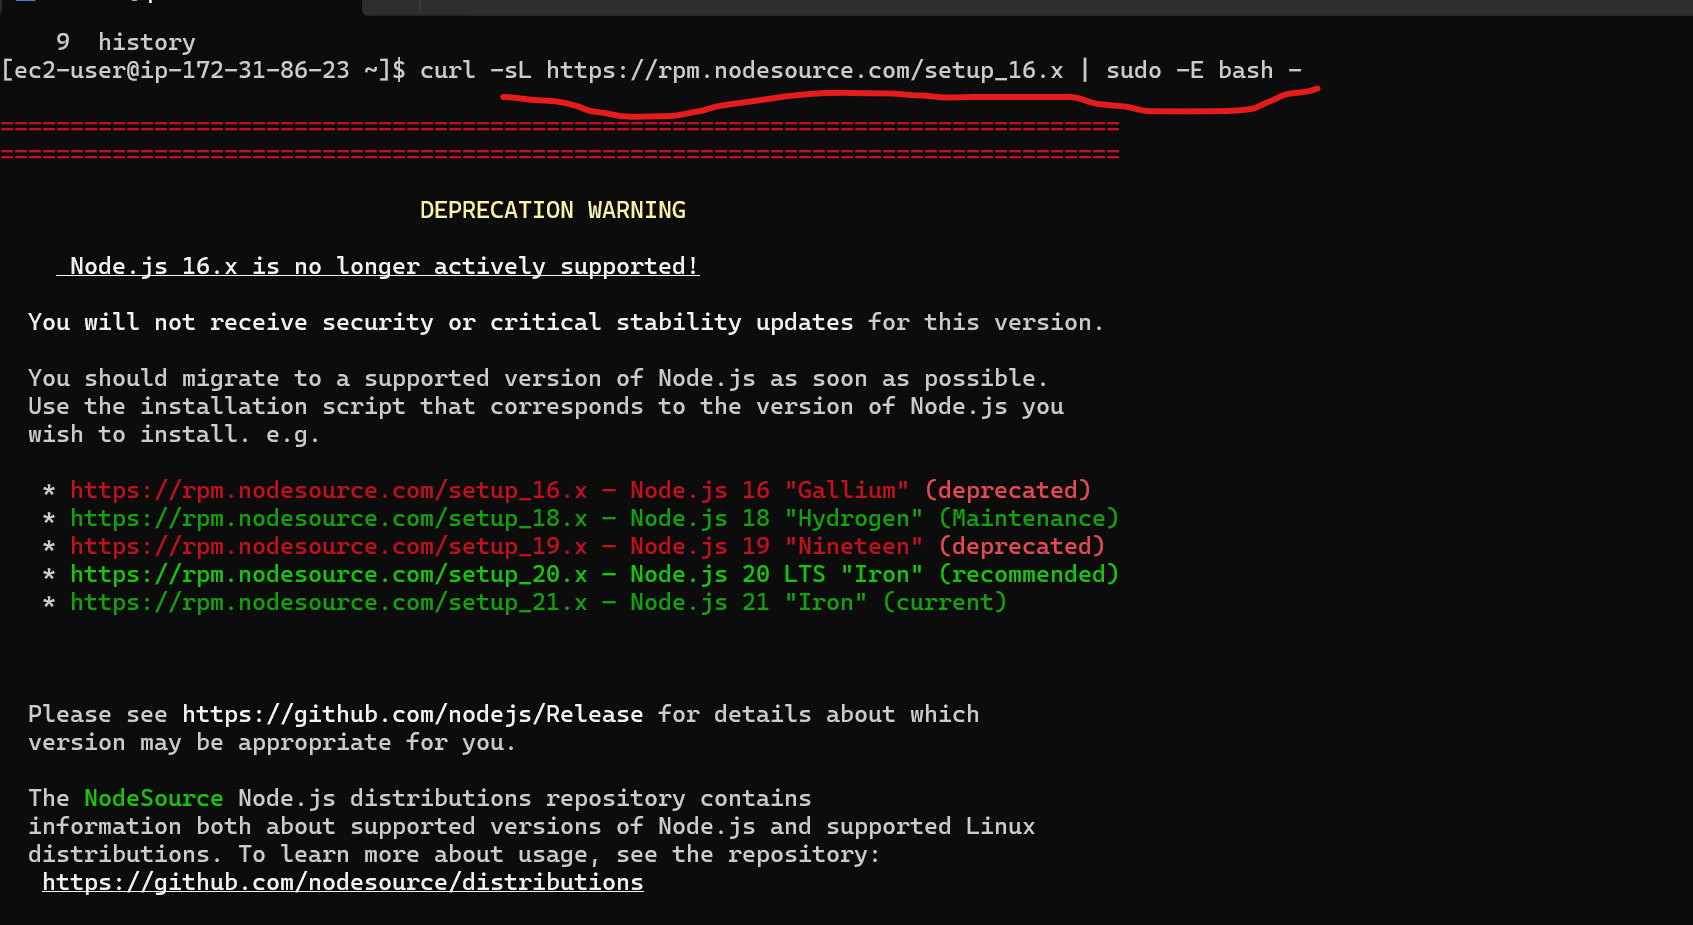 9 history
[ec2-user@ip-172-31-86-23 ~]$ curl -sL https://rpm.nodesource.com/setup_16.x | sudo -E bash -
================================================================================
================================================================================
DEPRECATION WARNING
Node.js 16.x is no longer actively supported!
You will not receive security or critical stability updates for this version.
You should migrate to a supported version of Node.js as soon as possible.
Use the installation script that corresponds to the version of Node.js you
wish to install. e.g.
* https://rpm.nodesource.com/setup_16.x — Node.js 16 "Gallium" (deprecated)
* https://rpm.nodesource.com/setup_18.x — Node.js 18 "Hydrogen" (Maintenance)
* https://rpm.nodesource.com/setup_19.x — Node.js 19 "Nineteen" (deprecated)
* https://rpm.nodesource.com/setup_20.x — Node.js 20 LTS "Iron" (recommended)
* https://rpm.nodesource.com/setup_21.x — Node.js 21 "Iron" (current)
Please see https://github.com/nodejs/Release for details about which
version may be appropriate for you.
The NodeSource Node.js distributions repository contains
information both about supported versions of Node.js and supported Linux
distributions. To learn more about usage, see the repository:
https://github.com/nodesource/distributions